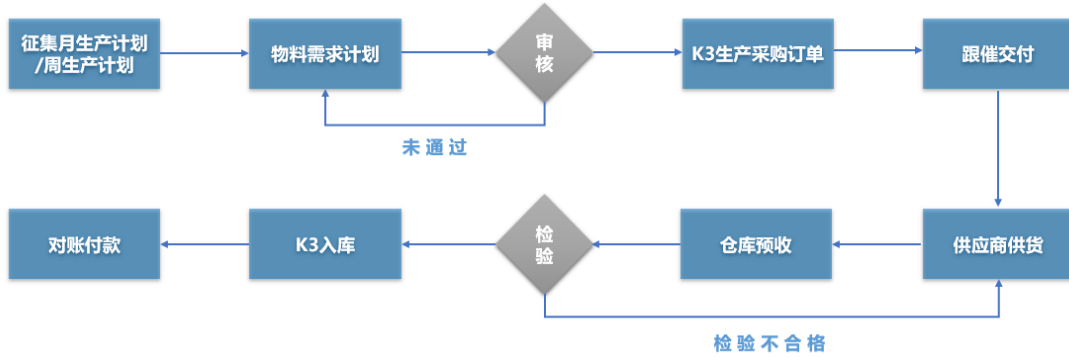 征集月生产计划
/周生产计划
物料需求计划
审
核
K3生产采购订单
跟催交付
未通过
对账付款
K3入库
检
验
仓库预收
供应商供货
检验不合格